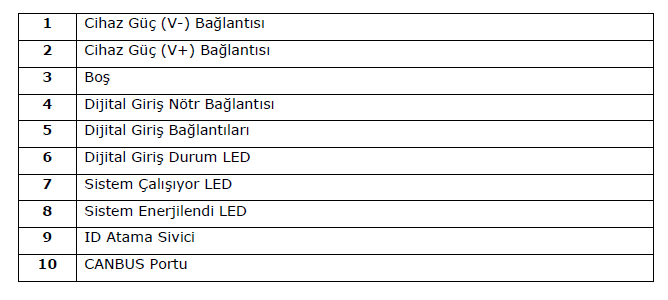 1 Cihaz Güç (V-) Bağlantısı
2 Cihaz Güç (V+) Bağlantısı
3 Boş
4 Dijital Giriş Nötr Bağlantısı
5 Dijital Giriş Bağlantıları
6 Dijital Giriş Durum LED
7 Sistem Çalışıyor LED
8 Sistem Enerjilendi LED
9 ID Atama Sivici
10 CANBUS Portu